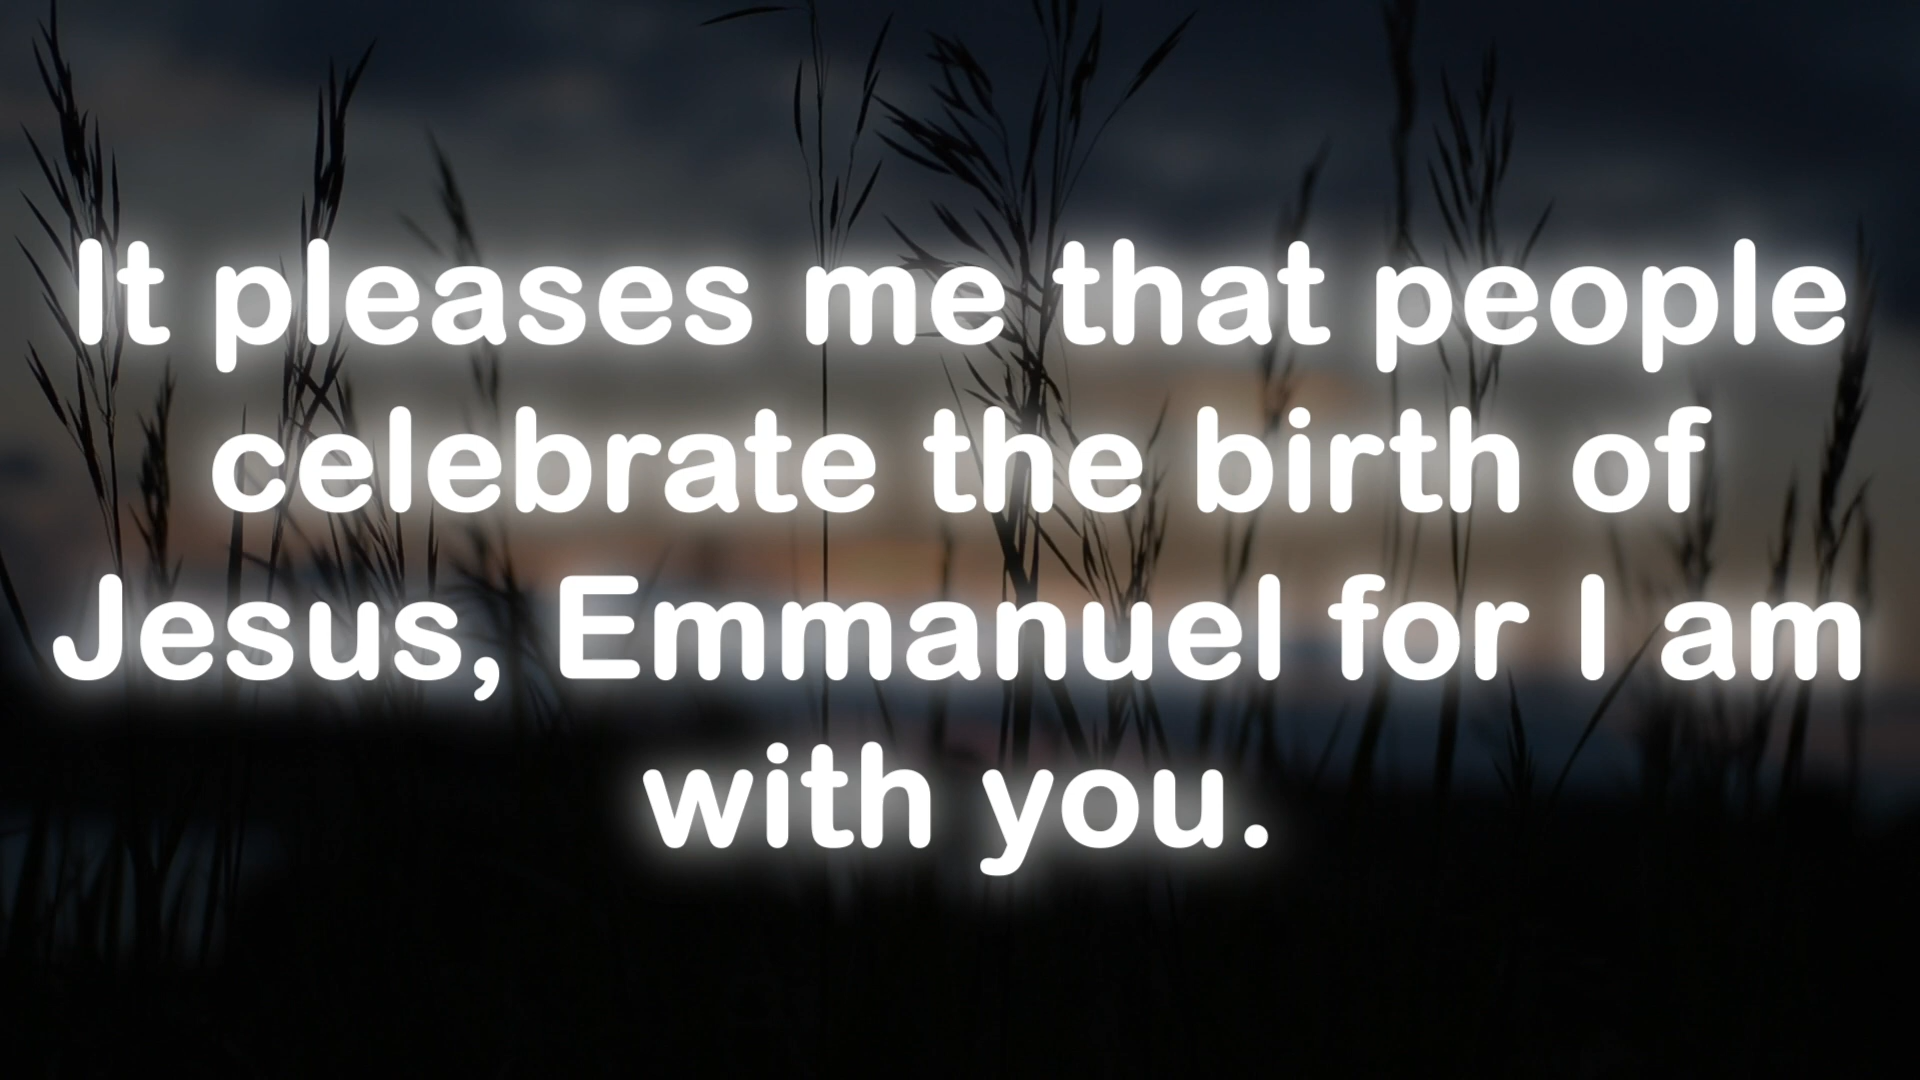 It pleases me that people
celebrate the birth of
Jesus, Emmanuel for I am
with you.